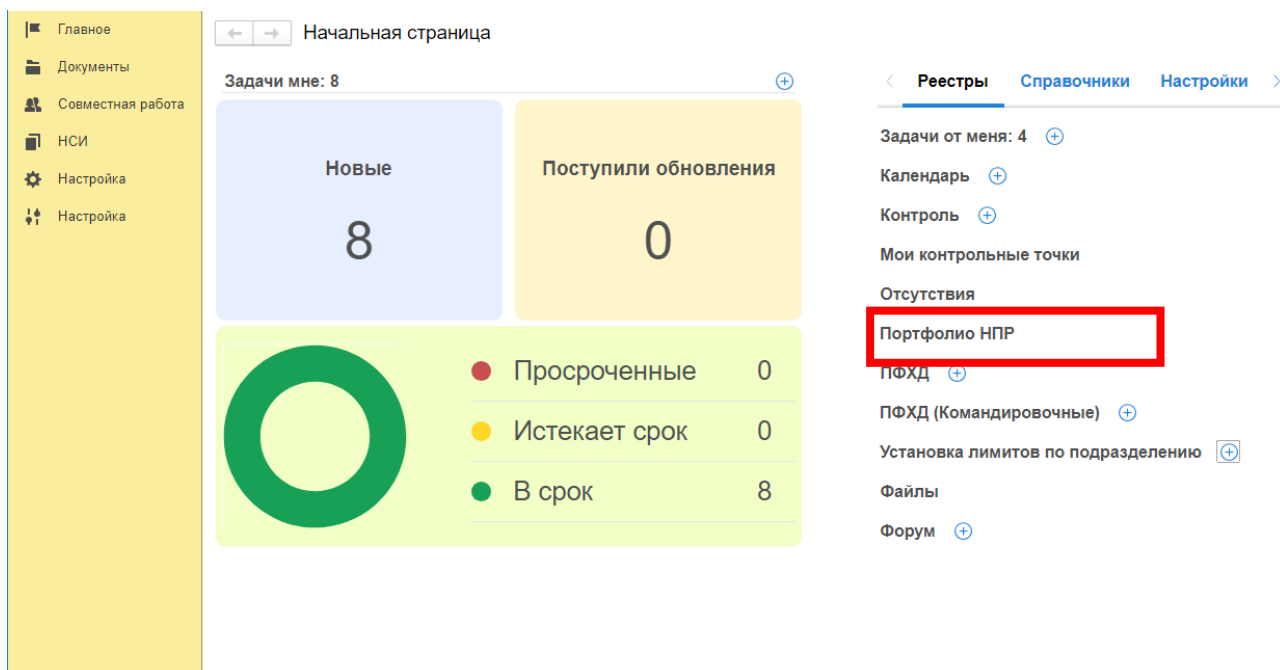 Главное
Документы
Совместная работа
НСИ
Настройка
Настройка
Начальная страница
Задачи мне: 8
Новые
8
Поступили обновления
0
Просроченные 0
Истекает срок 0
В срок 8
Реестры Справочники Настройки
Задачи от меня: 4
Календарь
Контроль
Мои контрольные точки
Отсутствия
Портфолио НПР
ПФХД
ПФХД (Командировочные)
Установка лимитов по подразделению
Файлы
Форум